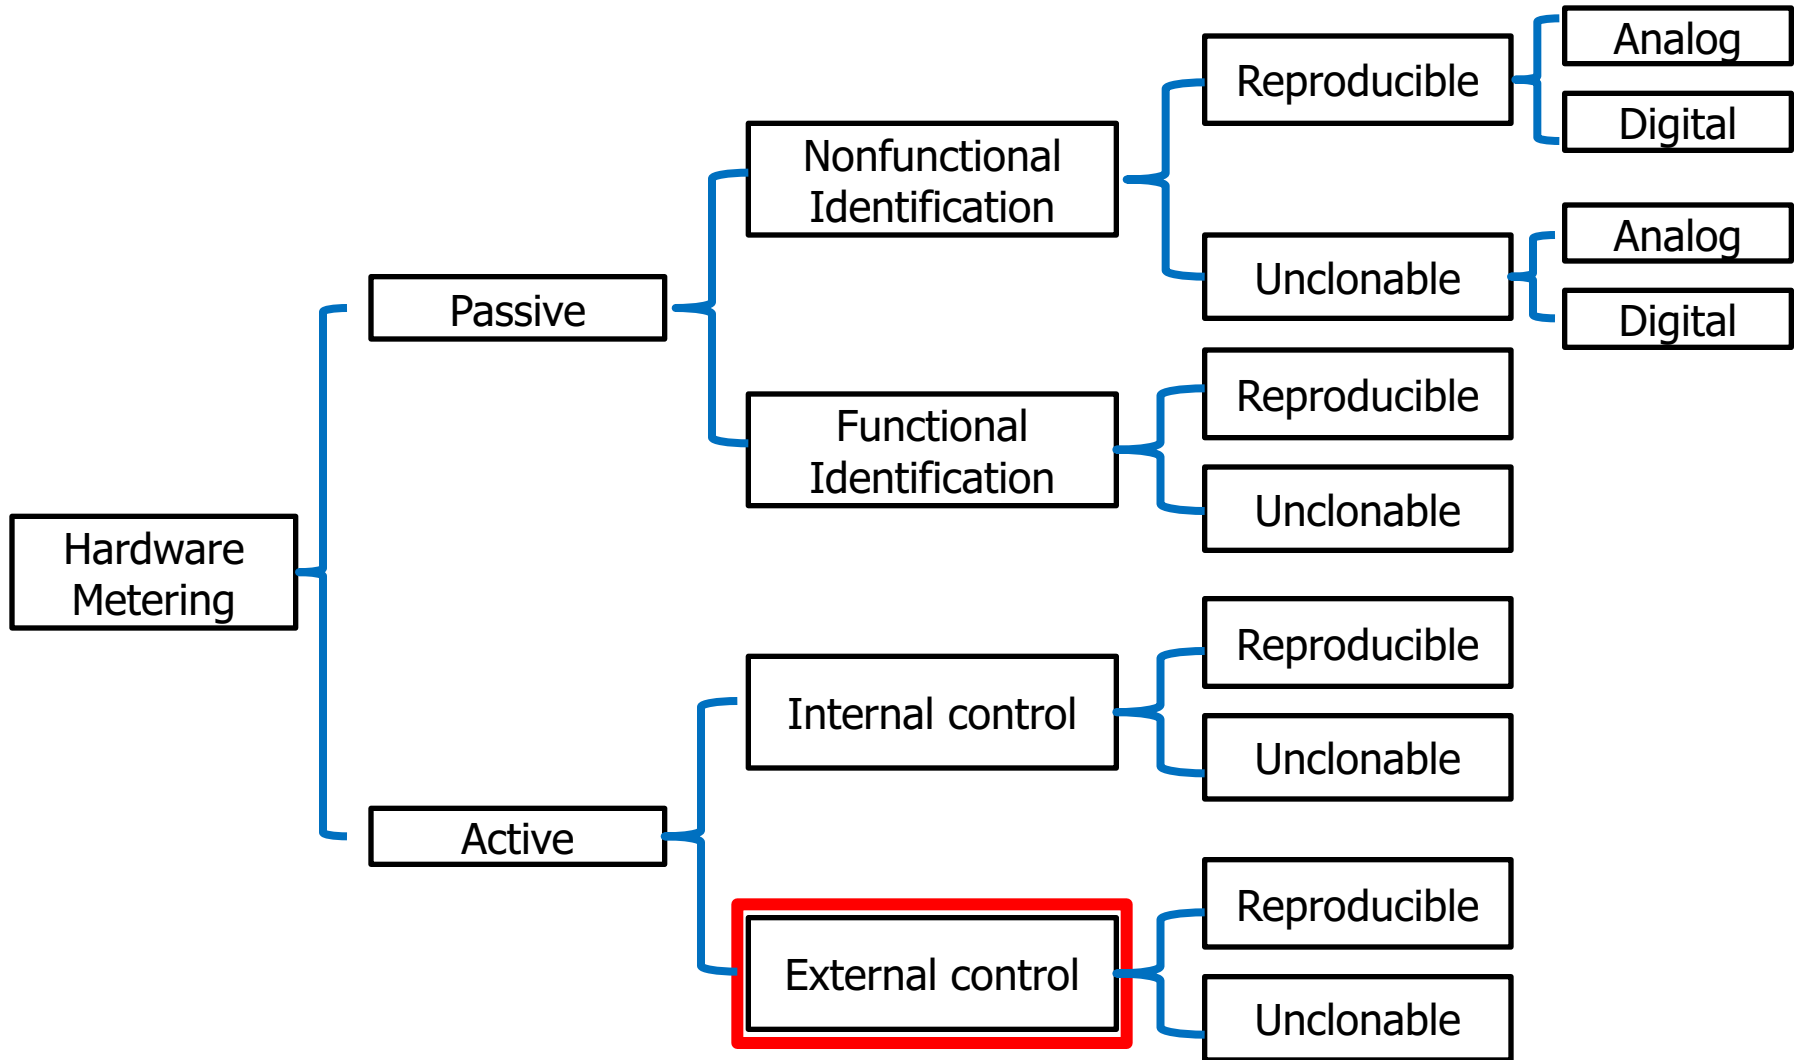 Hardware
Metering
Passive
Nonfunctional
Identification
Reproducible
Analog
Digital
Unclonable
Analog
Digital
Functional
Identification
Reproducible
Unclonable
Active
Internal control
Reproducible
Unclonable
External control
Reproducible
Unclonable